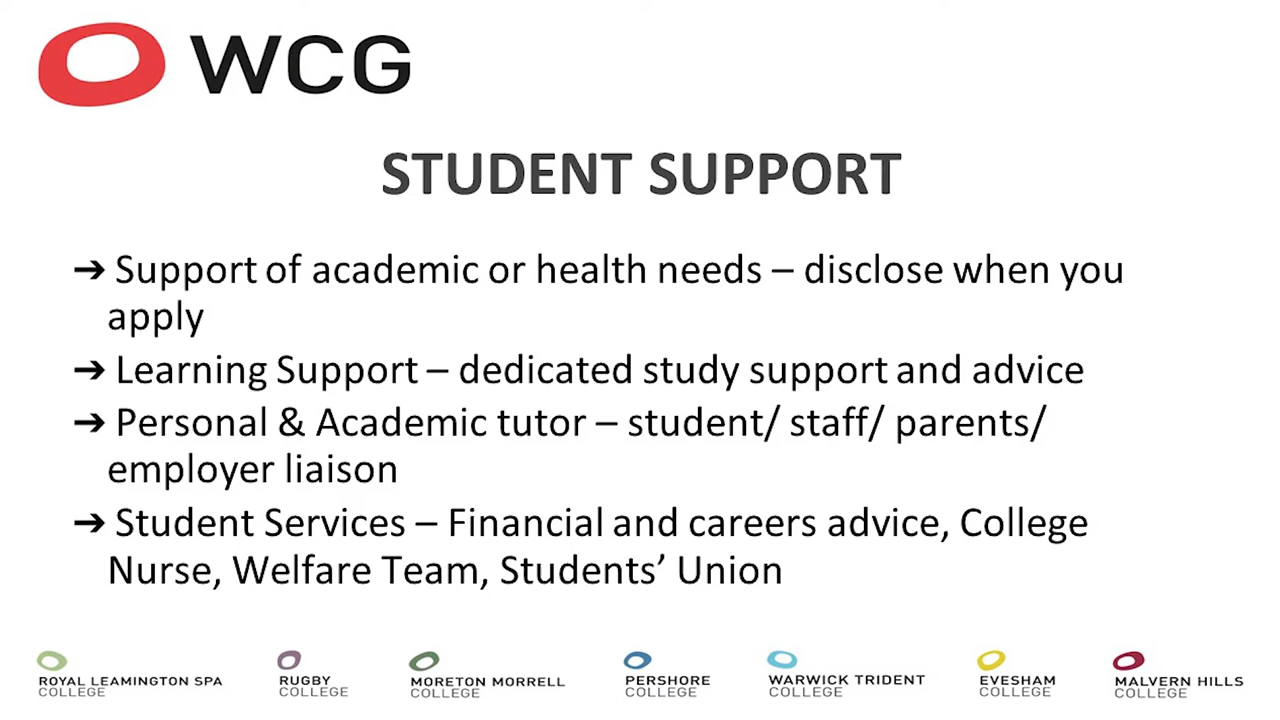 WCG
STUDENT SUPPORT
➔ Support of academic or health needs – disclose when you
apply
➔ Learning Support – dedicated study support and advice
➔ Personal & Academic tutor – student/ staff/ parents/
employer liaison
➔ Student Services – Financial and careers advice, College
Nurse, Welfare Team, Students’ Union
ROYAL LEAMINGTON SPA
COLLEGE
RUGBY
COLLEGE
MORETON MORRELL
COLLEGE
PERSHORE
COLLEGE
WARWICK TRIDENT
COLLEGE
EVESHAM
COLLEGE
MALVERN HILLS
COLLEGE